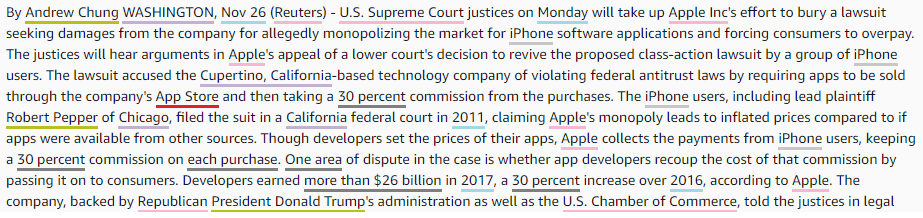 By Andrew Chung WASHINGTON, Nov 26 (Reuters) - U.S. Supreme Court justices on Monday will take up Apple Inc's effort to bury a lawsuit
seeking damages from the company for allegedly monopolizing the market for iPhone software applications and forcing consumers to overpay.
The justices will hear arguments in Apple's appeal of a lower court's decision to revive the proposed class-action lawsuit by a group of iPhone
users. The lawsuit accused the Cupertino, California-based technology company of violating federal antitrust laws by requiring apps to be sold
through the company's App Store and then taking a 30 percent commission from the purchases. The iPhone users, including lead plaintiff
Robert Pepper of Chicago, filed the suit in a California federal court in 2011, claiming Apple's monopoly leads to inflated prices compared to if
apps were available from other sources. Though developers set the prices of their apps, Apple collects the payments from iPhone users, keeping
a 30 percent commission on each purchase. One area of dispute in the case is whether app developers recoup the cost of that commission by
passing it on to consumers. Developers earned more than $26 billion in 2017, a 30 percent increase over 2016, according to Apple. The
company, backed by Republican President Donald Trump's administration as well as the U.S. Chamber of Commerce, told the justices in legal